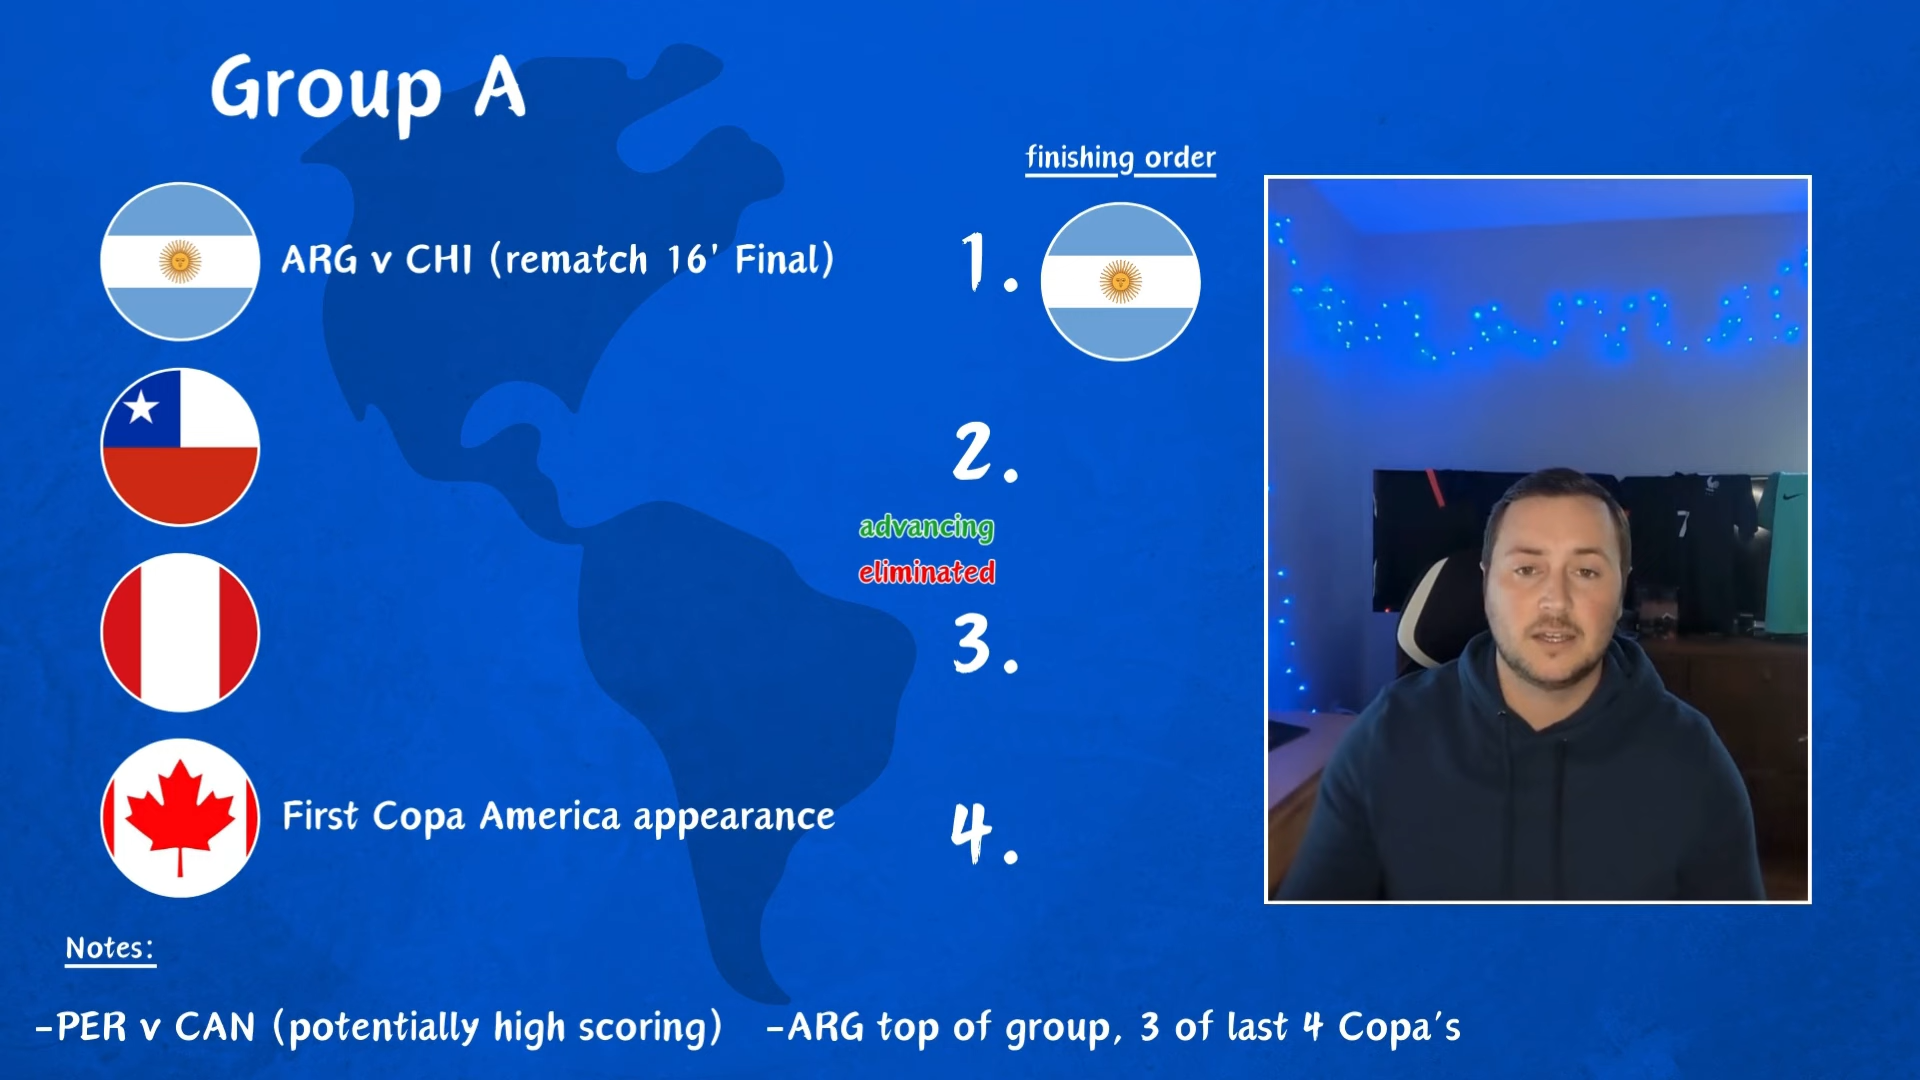 Group A
finishing order
ARG v CHI (rematch 16' Final)
1.
2.
advancing
eliminated
3.
First Copa America appearance
4.
7
Notes:
-PER v CAN (potentially high scoring)
-ARG top of group, 3 of last 4 Copa's